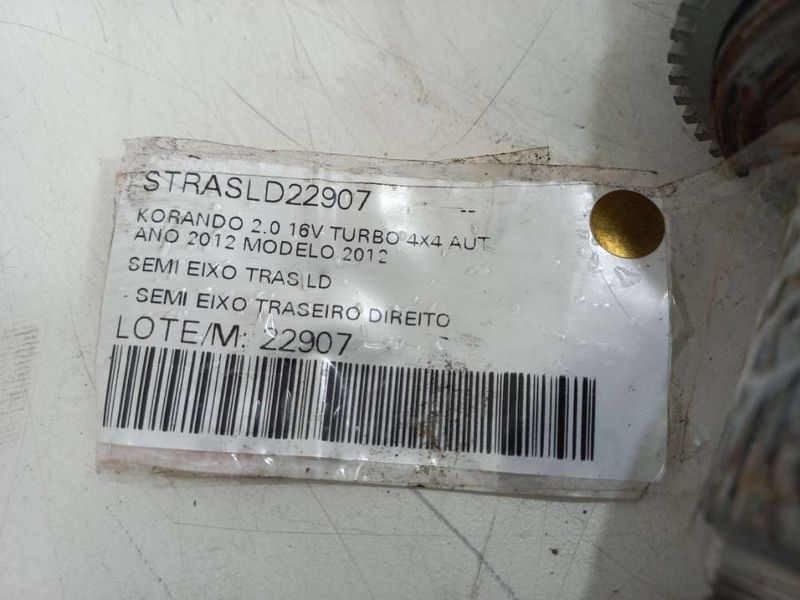 STRASLD22907 --
KORANDO 2.0 16V TURBO 4X4 AUT
ANO 2012 MODELO 2012
SEMI EIXO TRAS LD
- SEMI EIXO TRASEIRO DIREITO
LOTE/M: 22907